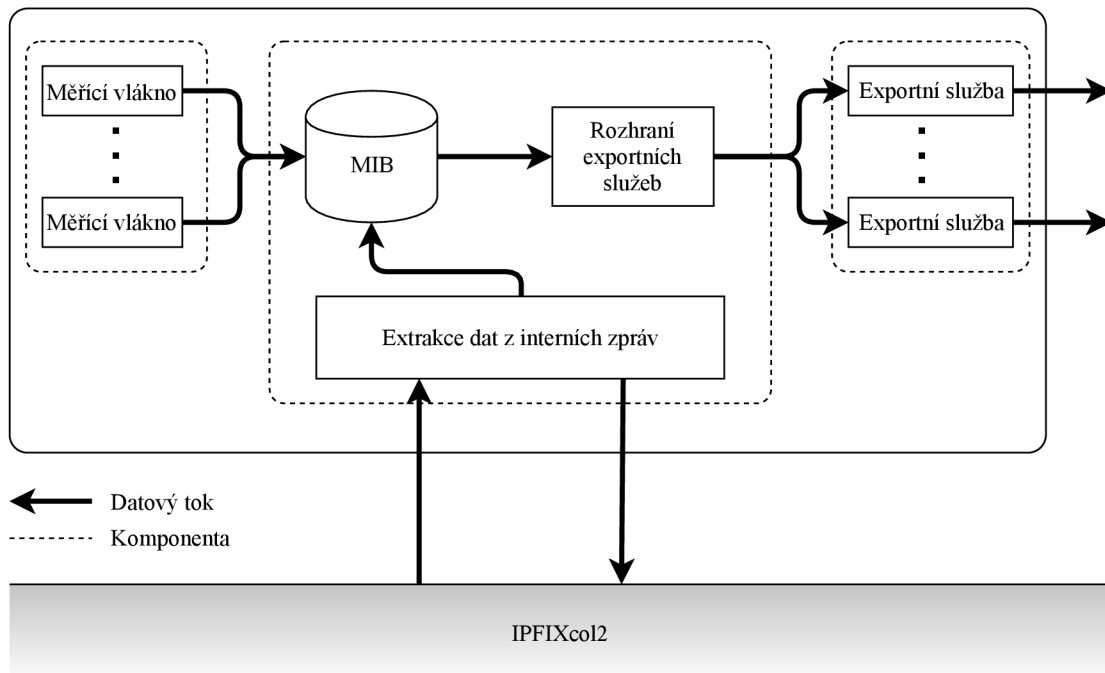 Měřící vlákno
Měřící vlákno
MIB
Rozhraní
exportních
služeb
Exportní služba
Exportní služba
Extrakce dat z interních zpráv
Datový tok
Komponenta
IPFIXcol2